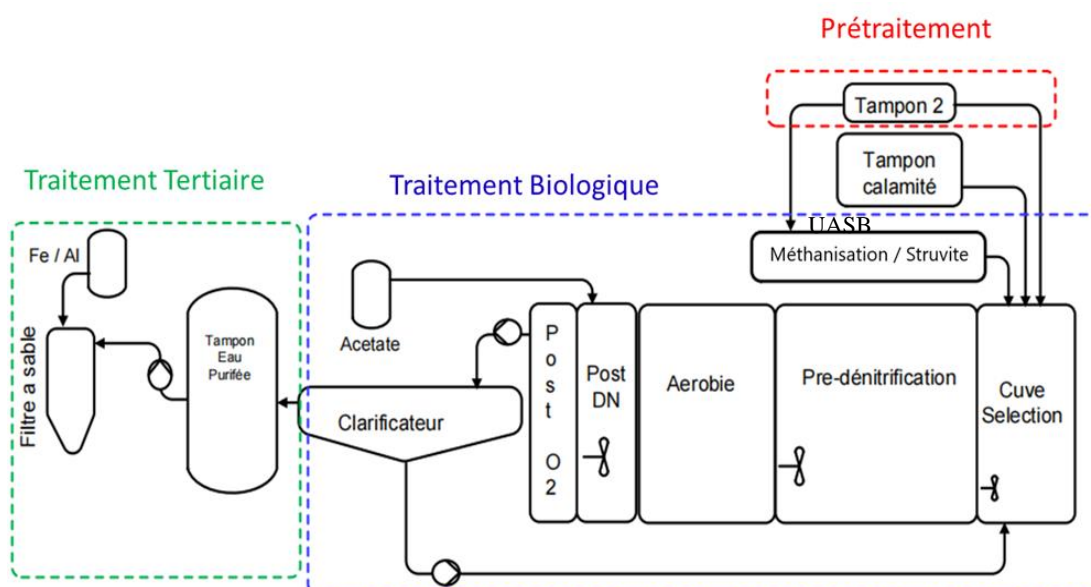 Prétraitement
Tampon 2
Tampon
calamité
Traitement Tertiaire
Traitement Biologique
UASB
Méthanisation / Struvite
Fe / Al
Filtre a sable
Tampon
Eau
Purifée
Acetate
Clarificateur
P
o
s
t
O
2
Post
DN
Aerobie
Pre-dénitrification
Cuve
Selection